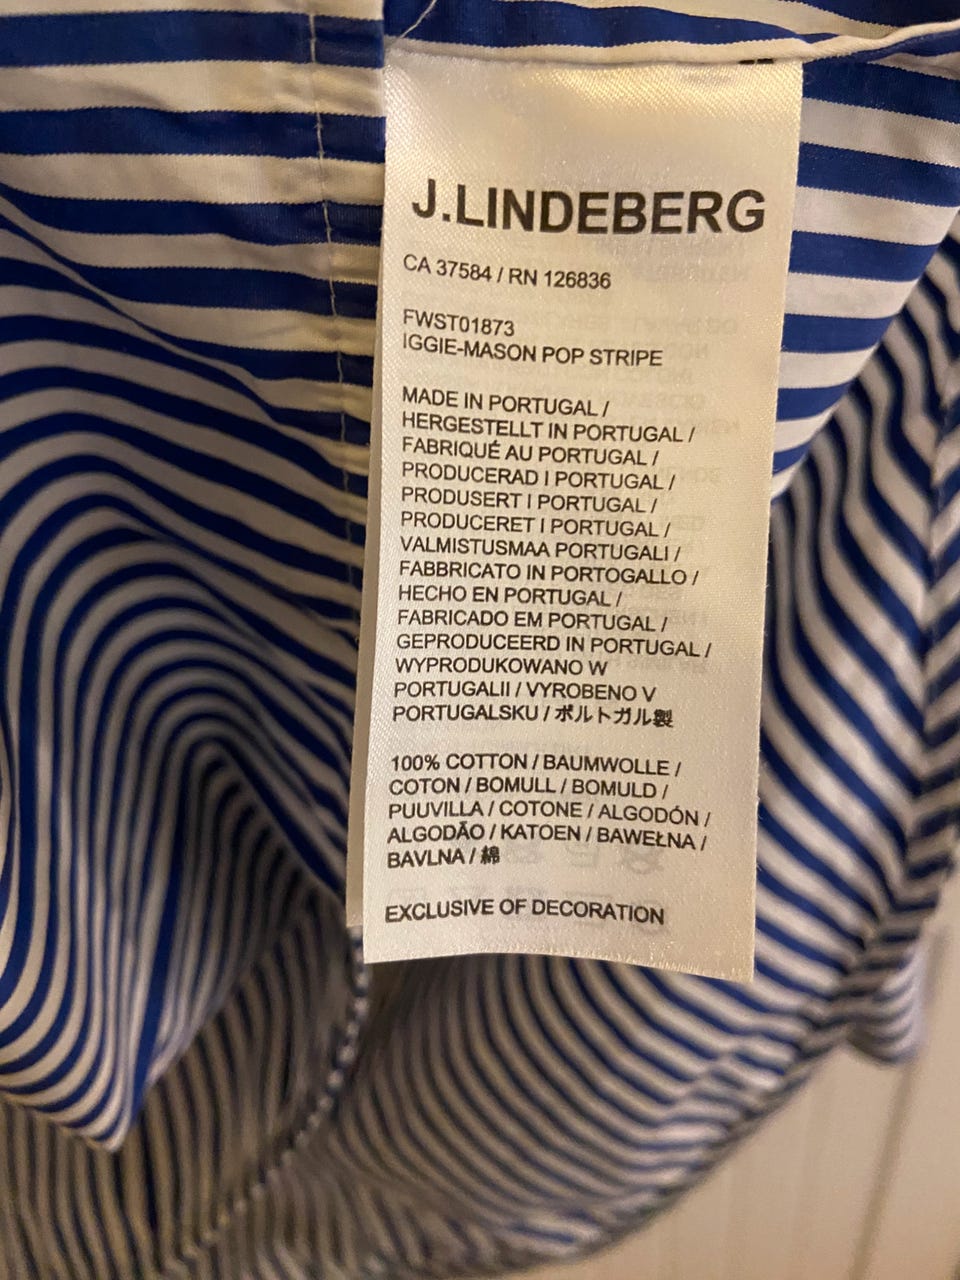 J.LINDEBERG
CA 37584 / RN 126836
FWST01873
IGGIE-MASON POP STRIPE
MADE IN PORTUGAL /
HERGESTELLT IN PORTUGAL /
FABRIQUÉ AU PORTUGAL /
PRODUCERAD I PORTUGAL /
PRODUSERT I PORTUGAL /
PRODUCERET I PORTUGAL /
VALMISTUSMAA PORTUGALI /
FABBRICATO IN PORTOGALLO /
HECHO EN PORTUGAL /
FABRICADO EM PORTUGAL /
GEPRODUCEERD IN PORTUGAL /
WYPRODUKOWANO W
PORTUGALII / VYROBENO V
PORTUGALSKU / ポルトガル製
100% COTTON / BAUMWOLLE /
COTON / BOMULL / BOMULD /
PUUVILLA / COTONE / ALGODÓN /
ALGODÃO / KATOEN / BAWEŁNA /
BAVLNA / 綿
EXCLUSIVE OF DECORATION